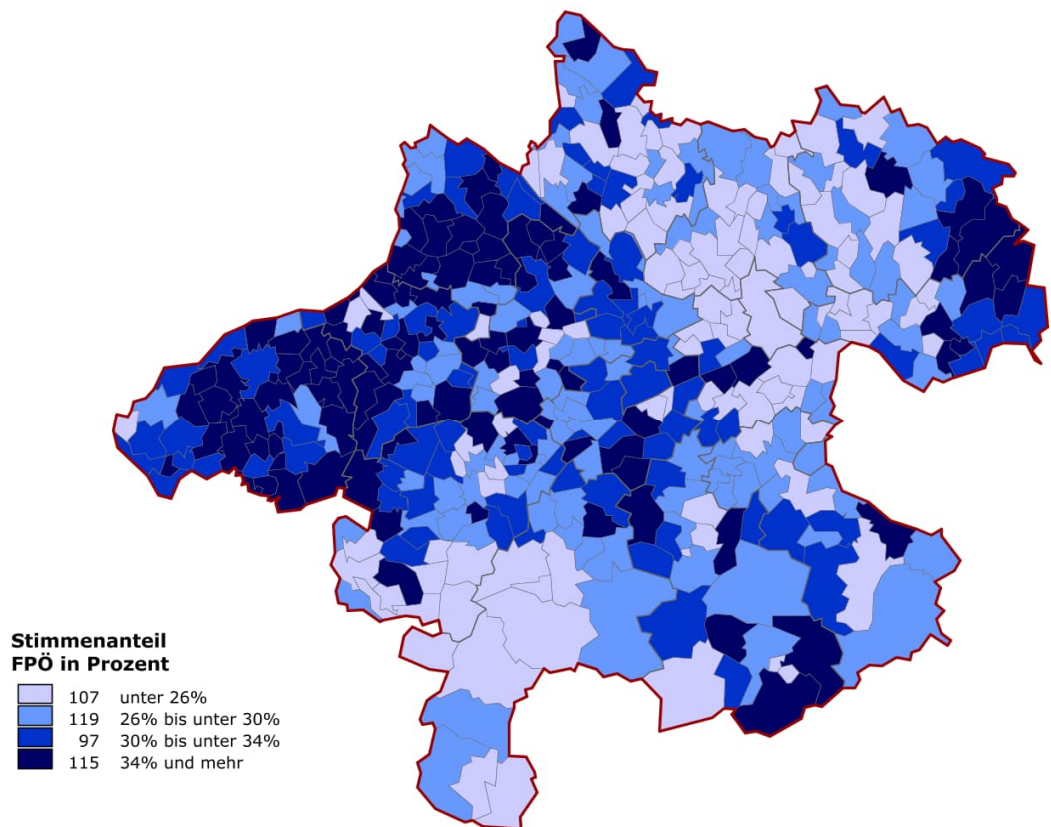 Stimmenanteil
FPÖ in Prozent
107 unter 26%
119 26% bis unter 30%
97 30% bis unter 34%
115 34% und mehr